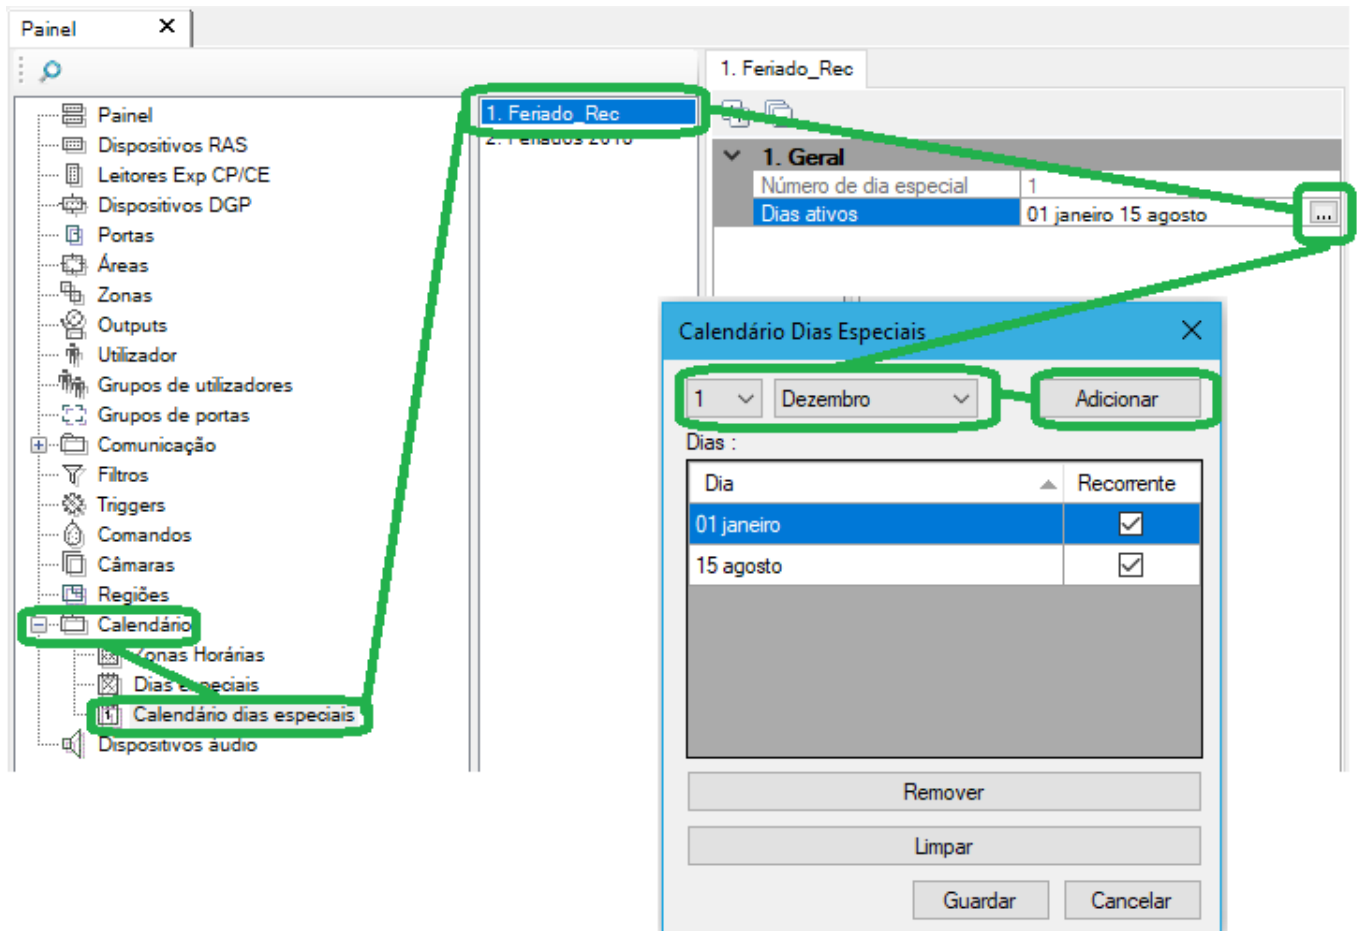 Painel
1. Feriado_Rec
Painel
Dispositivos RAS
Leitores Exp CP/CE
Dispositivos DGP
Portas
Áreas
Zonas
Outputs
Utilizador
Grupos de utilizadores
Grupos de portas
Comunicação
Filtros
Triggers
Comandos
Câmaras
Regiões
Calendário
Zonas Horárias
Dias especiais
Calendário dias especiais
Dispositivos áudio
1. Feriado_Rec
2. Feriados 2016
1. Geral
Número de dia especial 1
Dias ativos 01 janeiro 15 agosto ...
Calendário Dias Especiais
1 Dezembro Adicionar
Dias :
Dia Recorrente
01 janeiro
15 agosto
Remover
Limpar
Guardar Cancelar